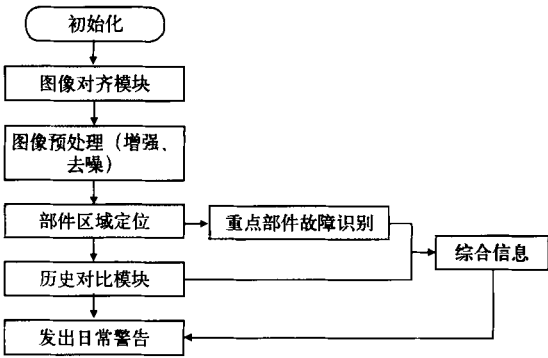 初始化
图像对齐模块
图像预处理（增强、
去噪）
部件区域定位
重点部件故障识别
综合信息
历史对比模块
发出日常警告